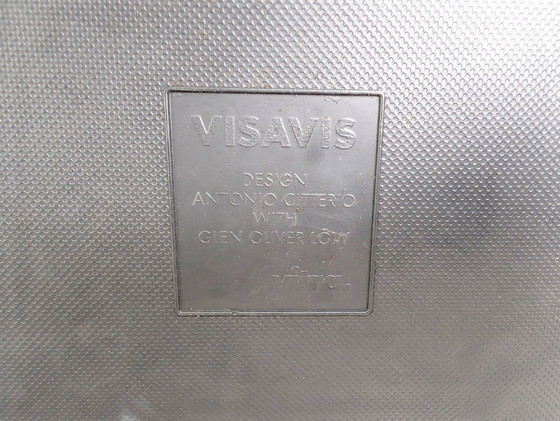 VISAVIS
DESIGN
ANTONIO CITTERIO
WITH
GLEN OLIVER LÖW
vitra.